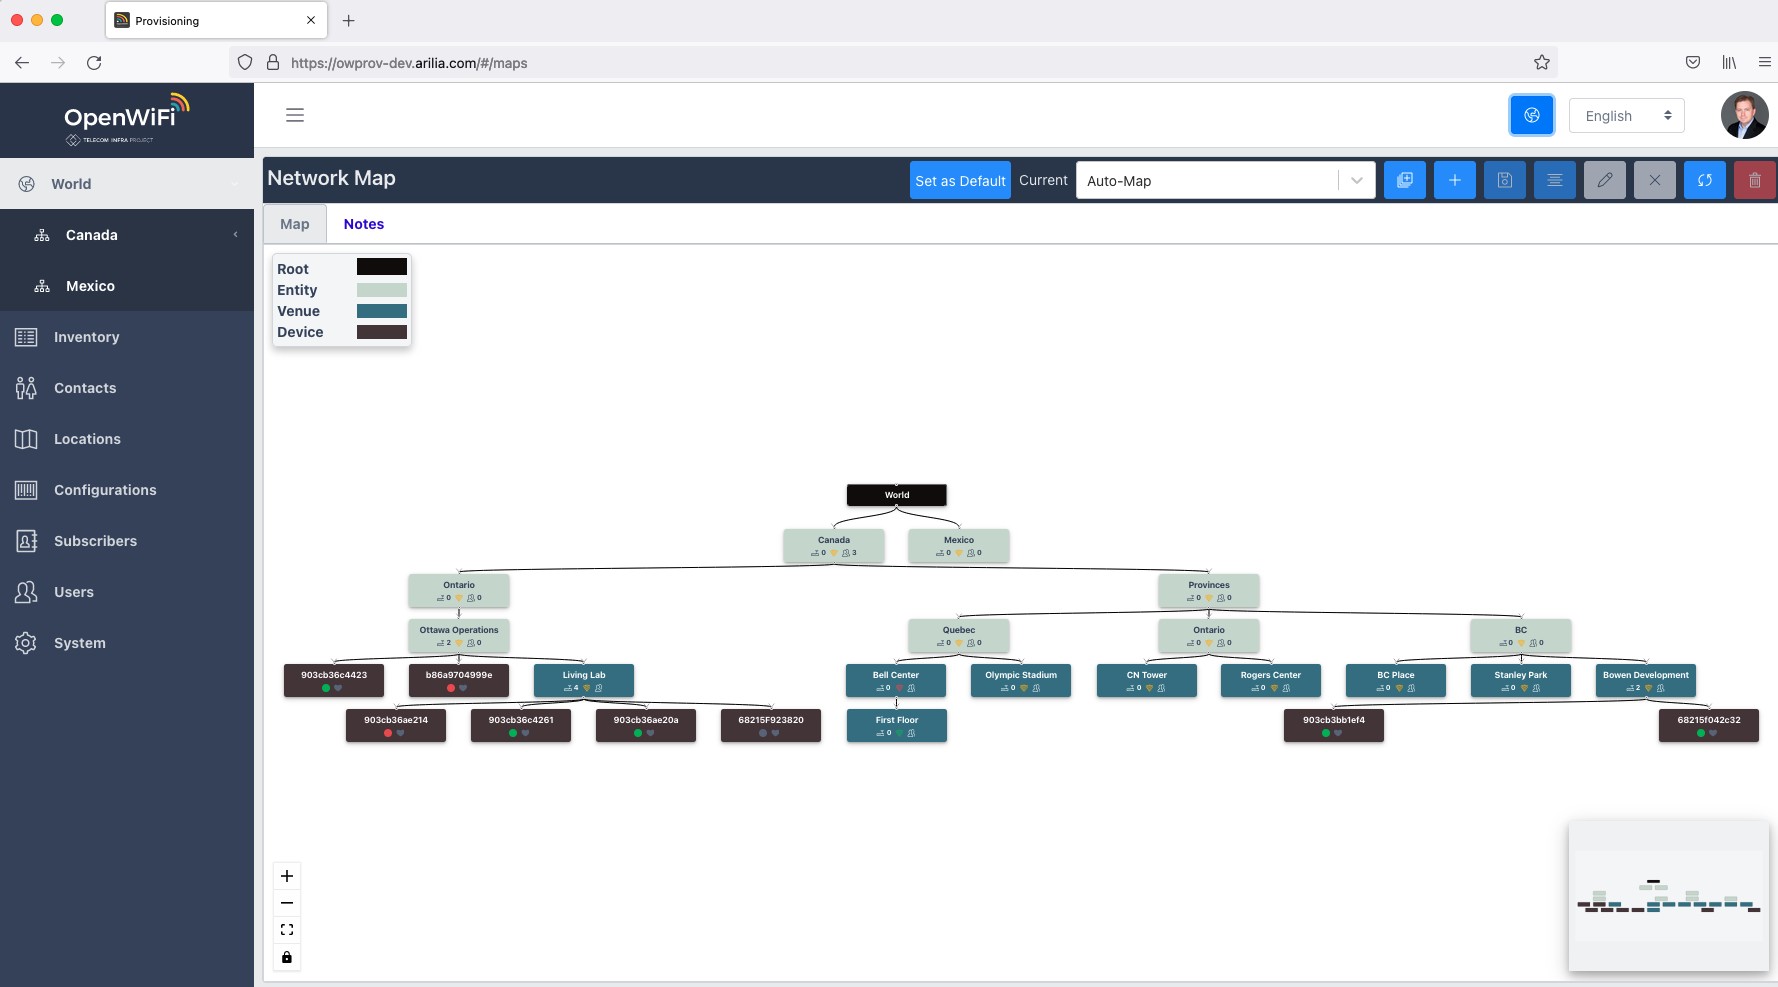 Provisioning
https://owprov-dev.arilia.com/#/maps
OpenWiFi
TELECOM INFRA PROJECT
English
World
Canada
Mexico
Inventory
Contacts
Locations
Configurations
Subscribers
Users
System
Network Map
Set as Default
Current
Auto-Map
Map
Notes
Root
Entity
Venue
Device
World
Canada
0 3
Mexico
0 0
Ontario
0 0
Provinces
0 0
Ottawa Operations
2 0
Quebec
0 0
Ontario
0 0
BC
0 0
903cb36c4423
b86a9704999e
Living Lab
4
Bell Center
0
Olympic Stadium
0
CN Tower
0
Rogers Center
0
BC Place
0
Stanley Park
0
Bowen Development
2
903cb36ae214
903cb36c4261
903cb36ae20a
68215F923820
First Floor
0
903cb3bb1ef4
68215f042c32